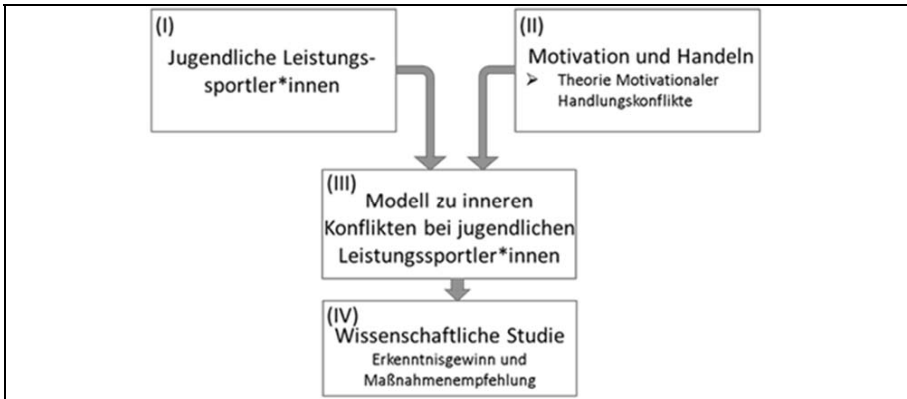 (I)
Jugendliche Leistungs-
sportler*innen
(II)
Motivation und Handeln
➢ Theorie Motivationaler
Handlungskonflikte
(III)
Modell zu inneren
Konflikten bei jugendlichen
Leistungssportler*innen
(IV)
Wissenschaftliche Studie
Erkenntnisgewinn und
Maßnahmenempfehlung